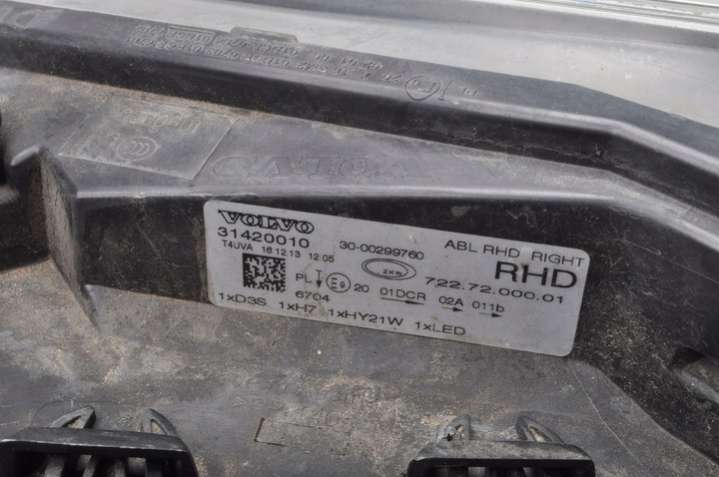 VOLVO
31420010
30-00299760
ABL RHD RIGHT
T4UVA 16.12.13 12:05
ZKW
RHD
722.72.000.01
PL
E9
20
01DCR
02A
011b
6704
1xD3S 1xH7 1xHY21W 1xLED